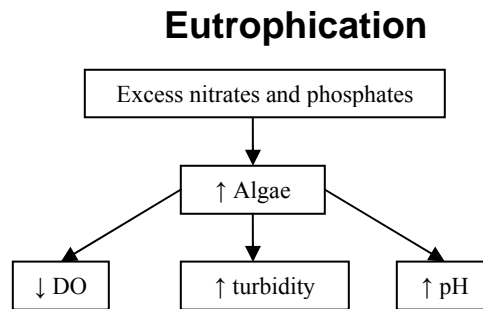 Eutrophication
Excess nitrates and phosphates
↑ Algae
↓ DO
↑ turbidity
↑ pH